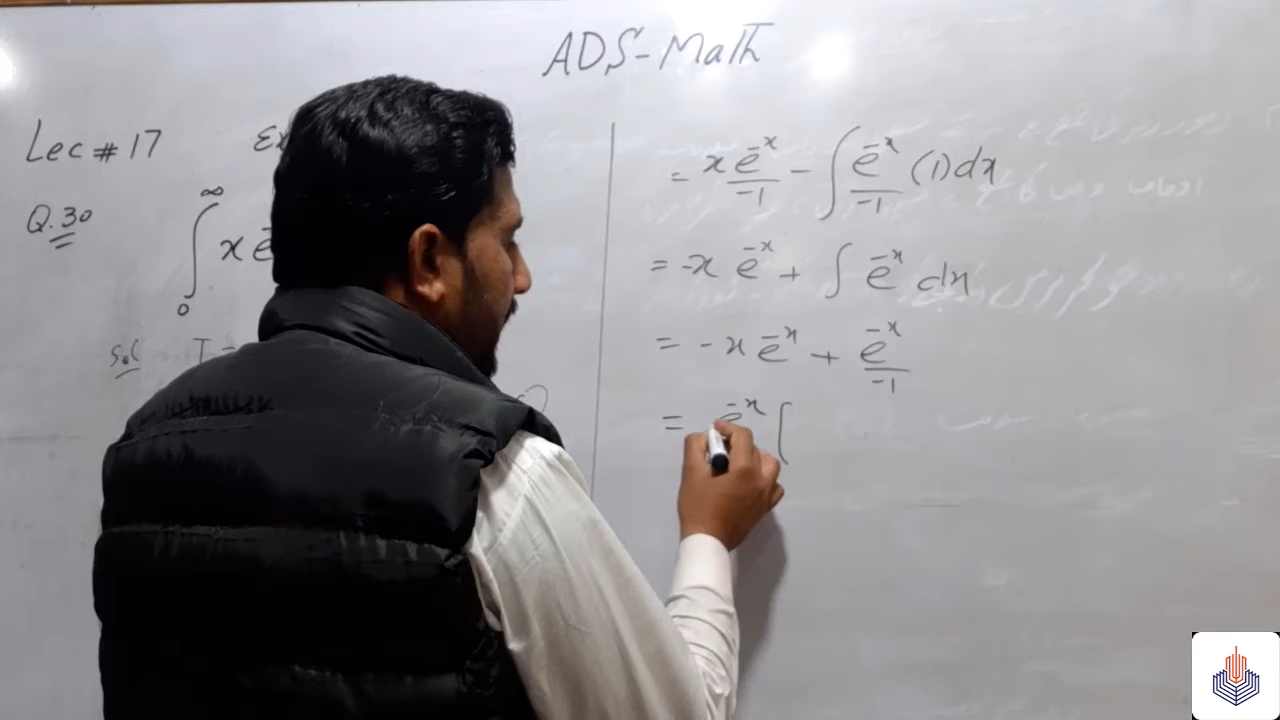 ADS-Math
Lec # 17
Q.30
∫₀^∞ x e
Sol I =
= x e^-x / -1 - ∫ e^-x / -1 (1) dx
= -x e^-x + ∫ e^-x dx
= -x e^-x + e^-x / -1
= e^-x [